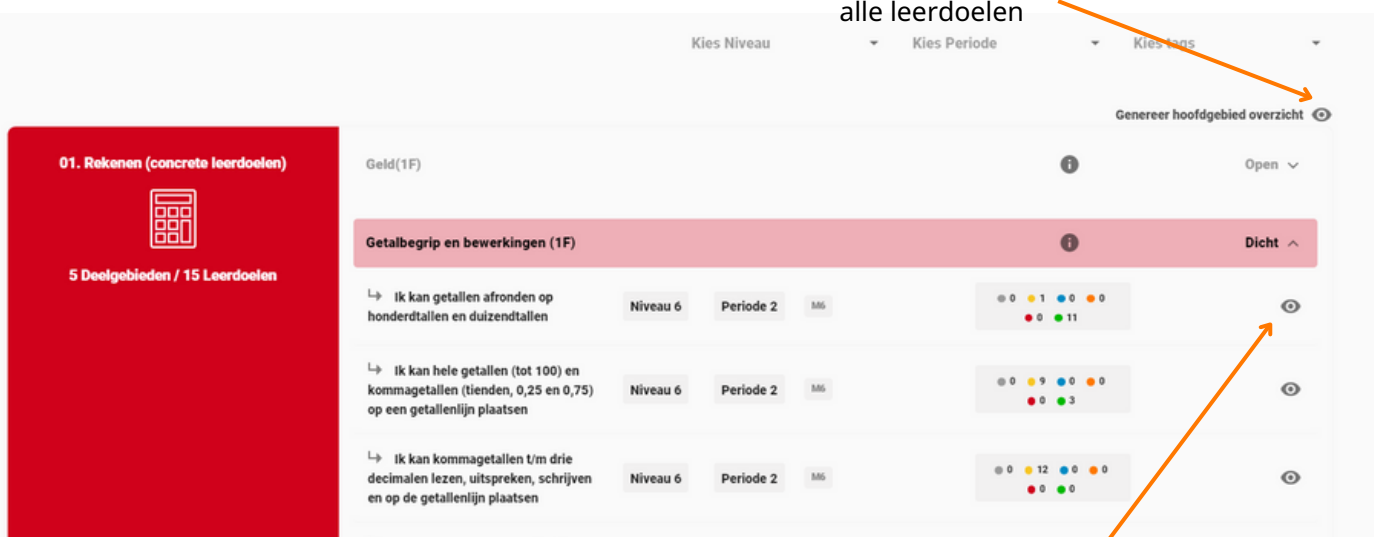 alle leerdoelen
Kies Niveau
Kies Periode
Kies tags
Genereer hoofdgebied overzicht
01. Rekenen (concrete leerdoelen)
5 Deelgebieden / 15 Leerdoelen
Geld(1F)
Open
Getalbegrip en bewerkingen (1F)
Dicht
Ik kan getallen afronden op
honderdtallen en duizendtallen
Niveau 6
Periode 2
M6
0 1 0 0
0 11
Ik kan hele getallen (tot 100) en
kommagetallen (tienden, 0,25 en 0,75)
op een getallenlijn plaatsen
Niveau 6
Periode 2
M6
0 9 0 0
0 3
Ik kan kommagetallen t/m drie
decimalen lezen, uitspreken, schrijven
en op de getallenlijn plaatsen
Niveau 6
Periode 2
M6
0 12 0 0
0 0